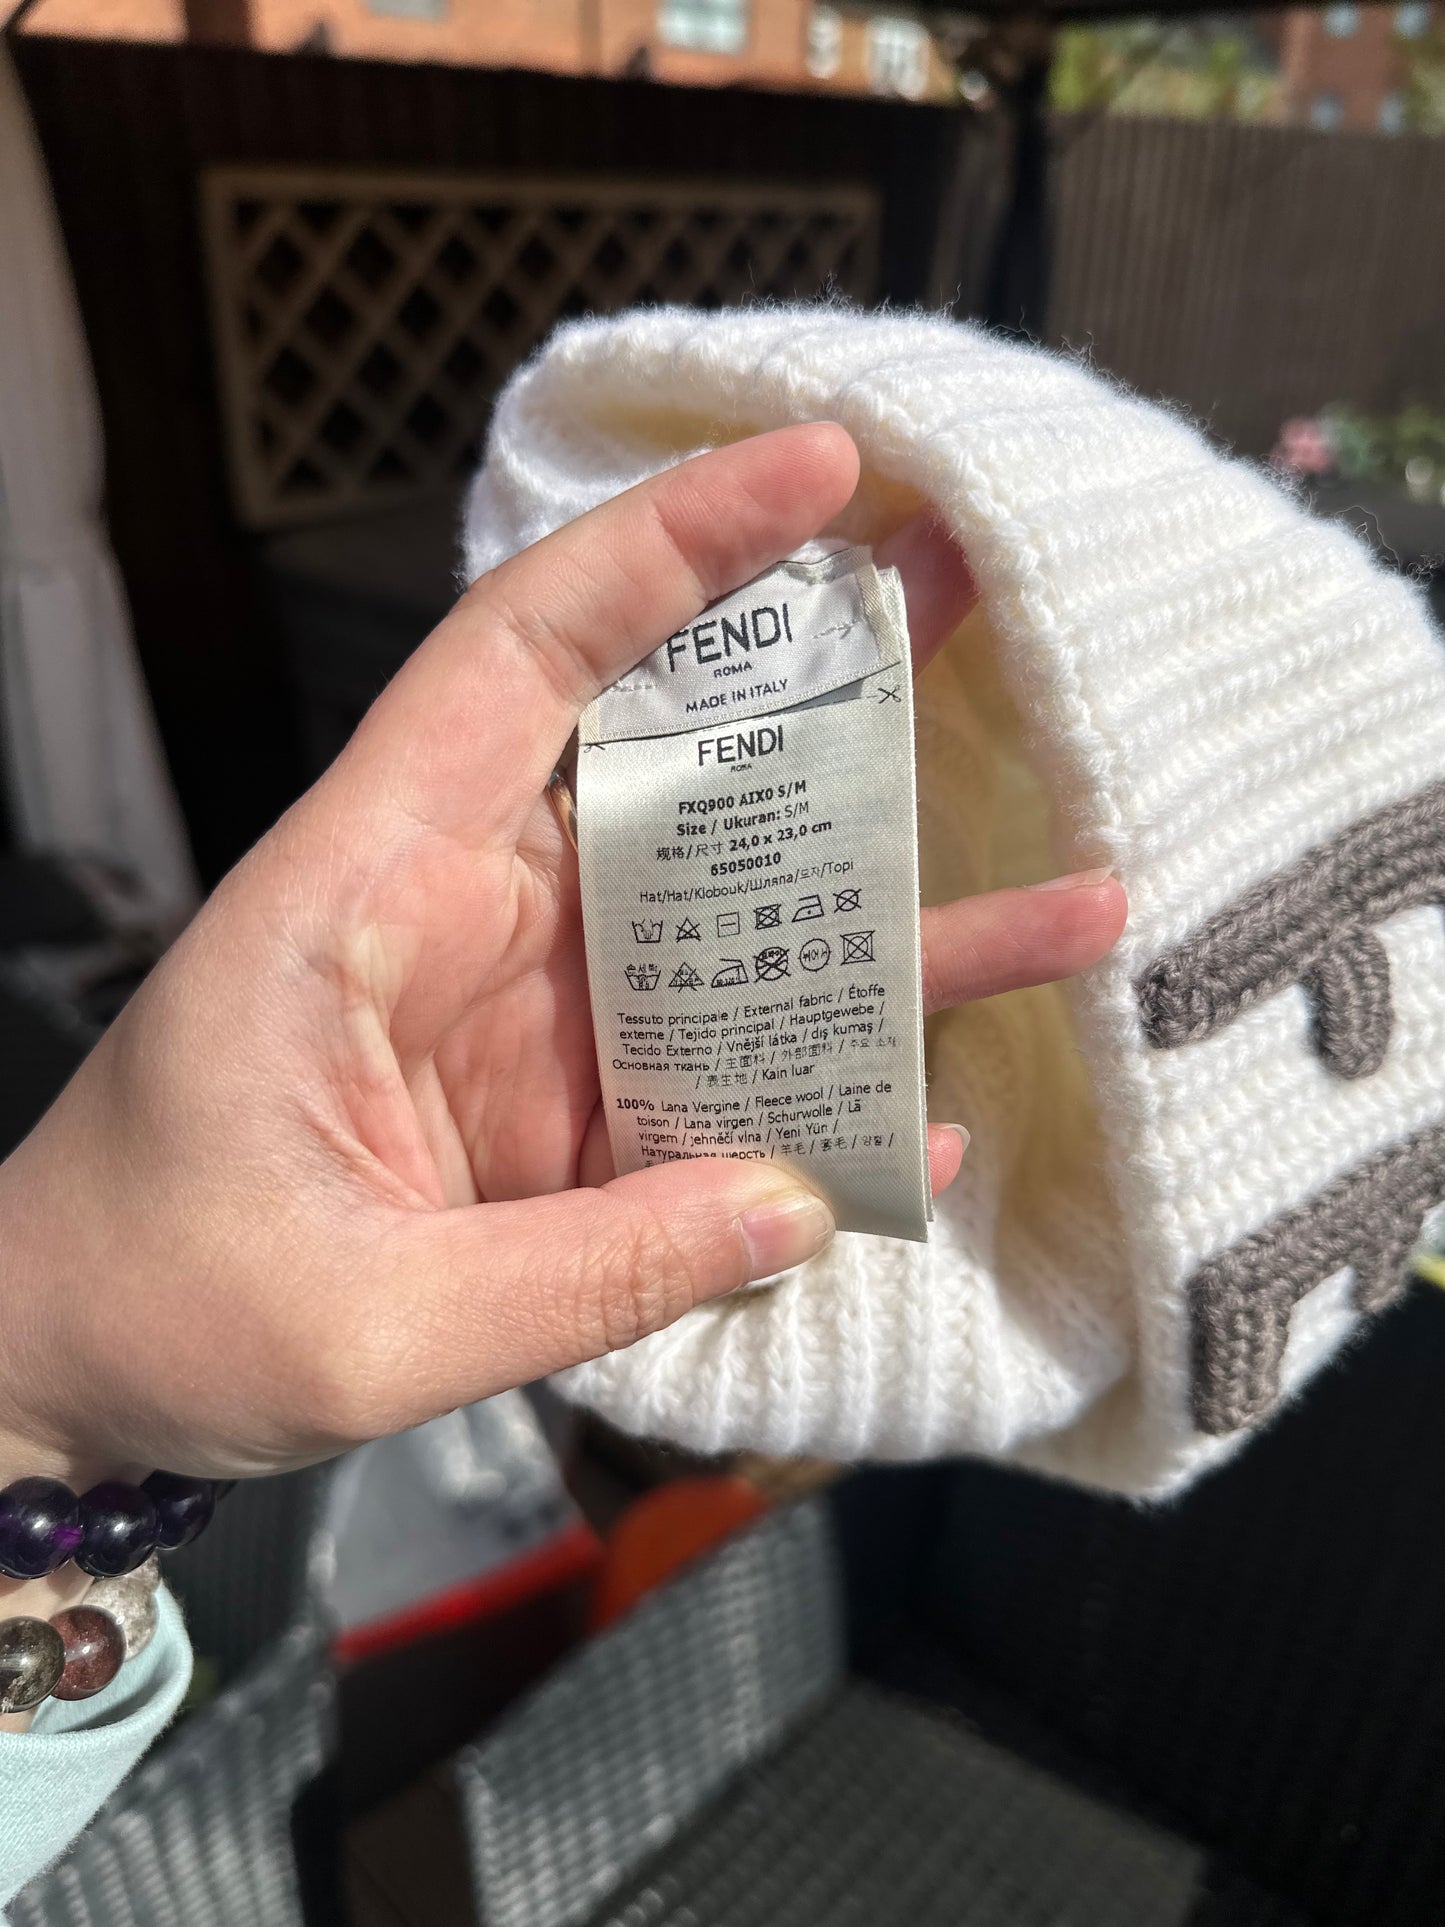 FENDI
ROMA
MADE IN ITALY
FENDI
ROMA
FXQ900 AIX0 S/M
Size / Ukuran: S/M
规格/尺寸 24,0 x 23,0 cm
65050010
Hat/Hat/Klobouk/Шляпа/모자/Topi
손세탁
Tessuto principale / External fabric / Étoffe
externe / Tejido principal / Hauptgewebe /
Tecido Externo / Vnější látka / dış kumaş /
Основная ткань / 主面料 / 外部面料 / 주요 소재
/ 表生地 / Kain luar
100% Lana Vergine / Fleece wool / Laine de
toison / Lana virgen / Schurwolle / Lã
virgem / jehněčí vlna / Yeni Yün /
Натуральная шерсть / 羊毛 / 套毛 / 양털 /